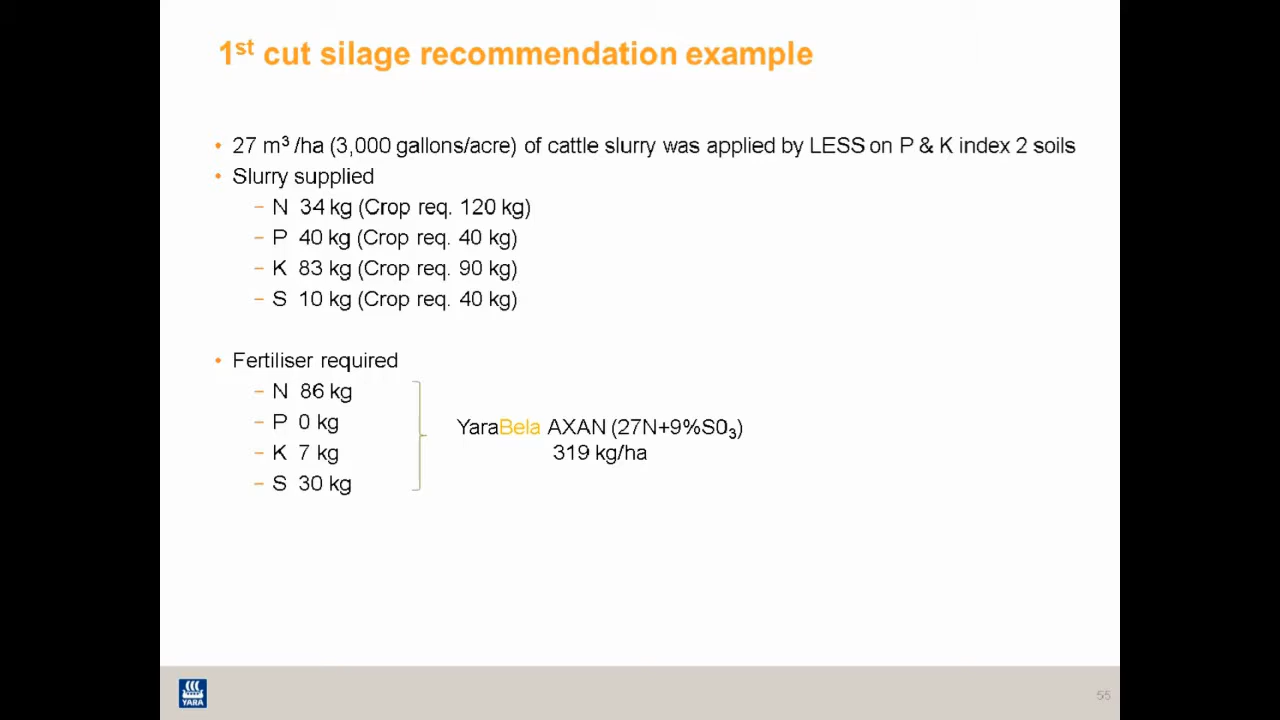 1st cut silage recommendation example
• 27 m³ /ha (3,000 gallons/acre) of cattle slurry was applied by LESS on P & K index 2 soils
• Slurry supplied
− N 34 kg (Crop req. 120 kg)
− P 40 kg (Crop req. 40 kg)
− K 83 kg (Crop req. 90 kg)
− S 10 kg (Crop req. 40 kg)
• Fertiliser required
− N 86 kg
− P 0 kg
− K 7 kg
− S 30 kg
YaraBela AXAN (27N+9%S0₃)
319 kg/ha
YARA
55